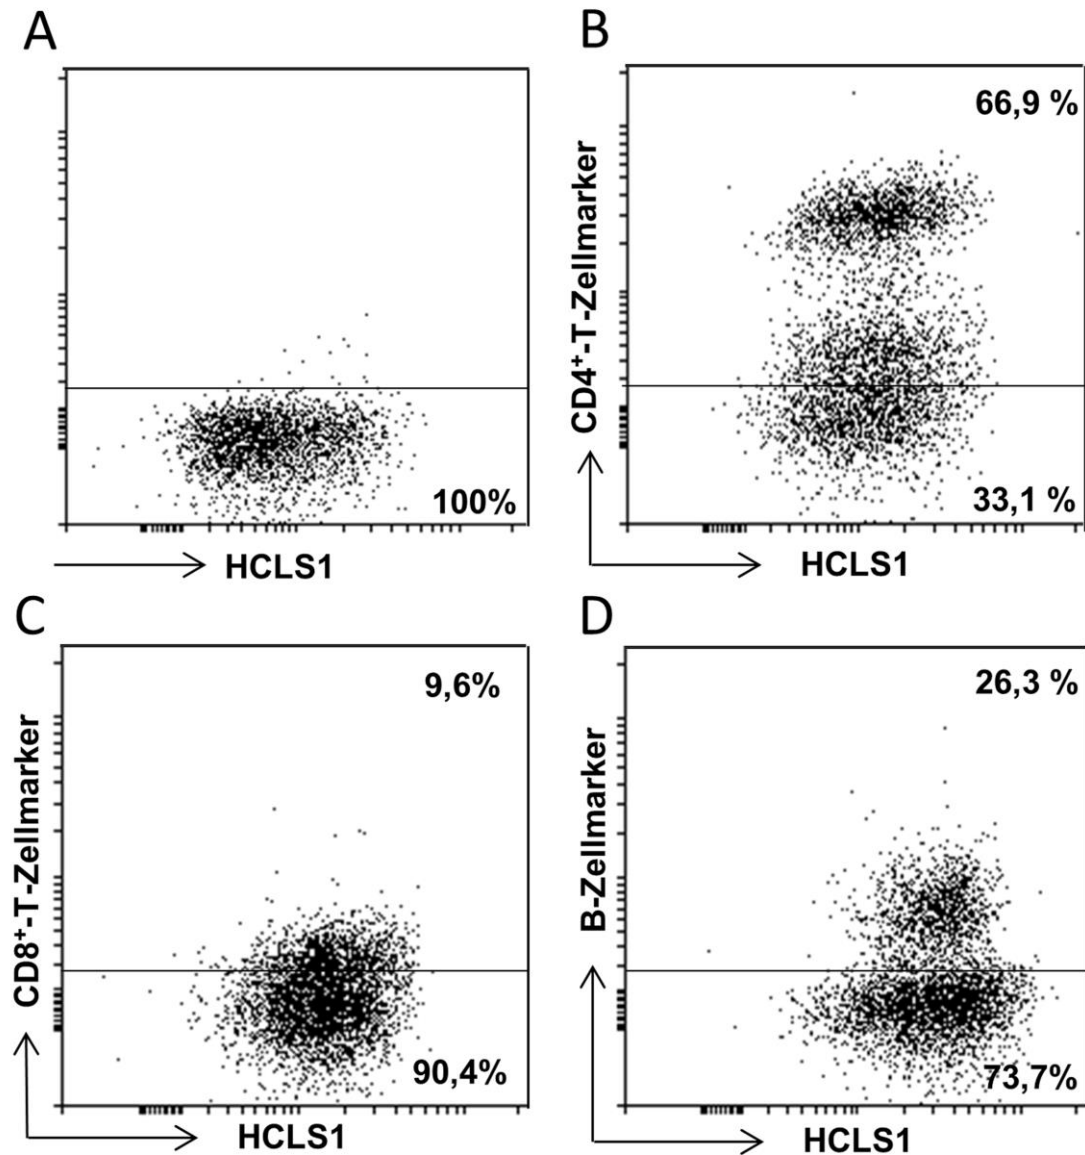 A
100%
HCLS1
B
66,9 %
CD4⁺-T-Zellmarker
33,1 %
HCLS1
C
9,6%
CD8⁺-T-Zellmarker
90,4%
HCLS1
D
26,3 %
B-Zellmarker
73,7%
HCLS1